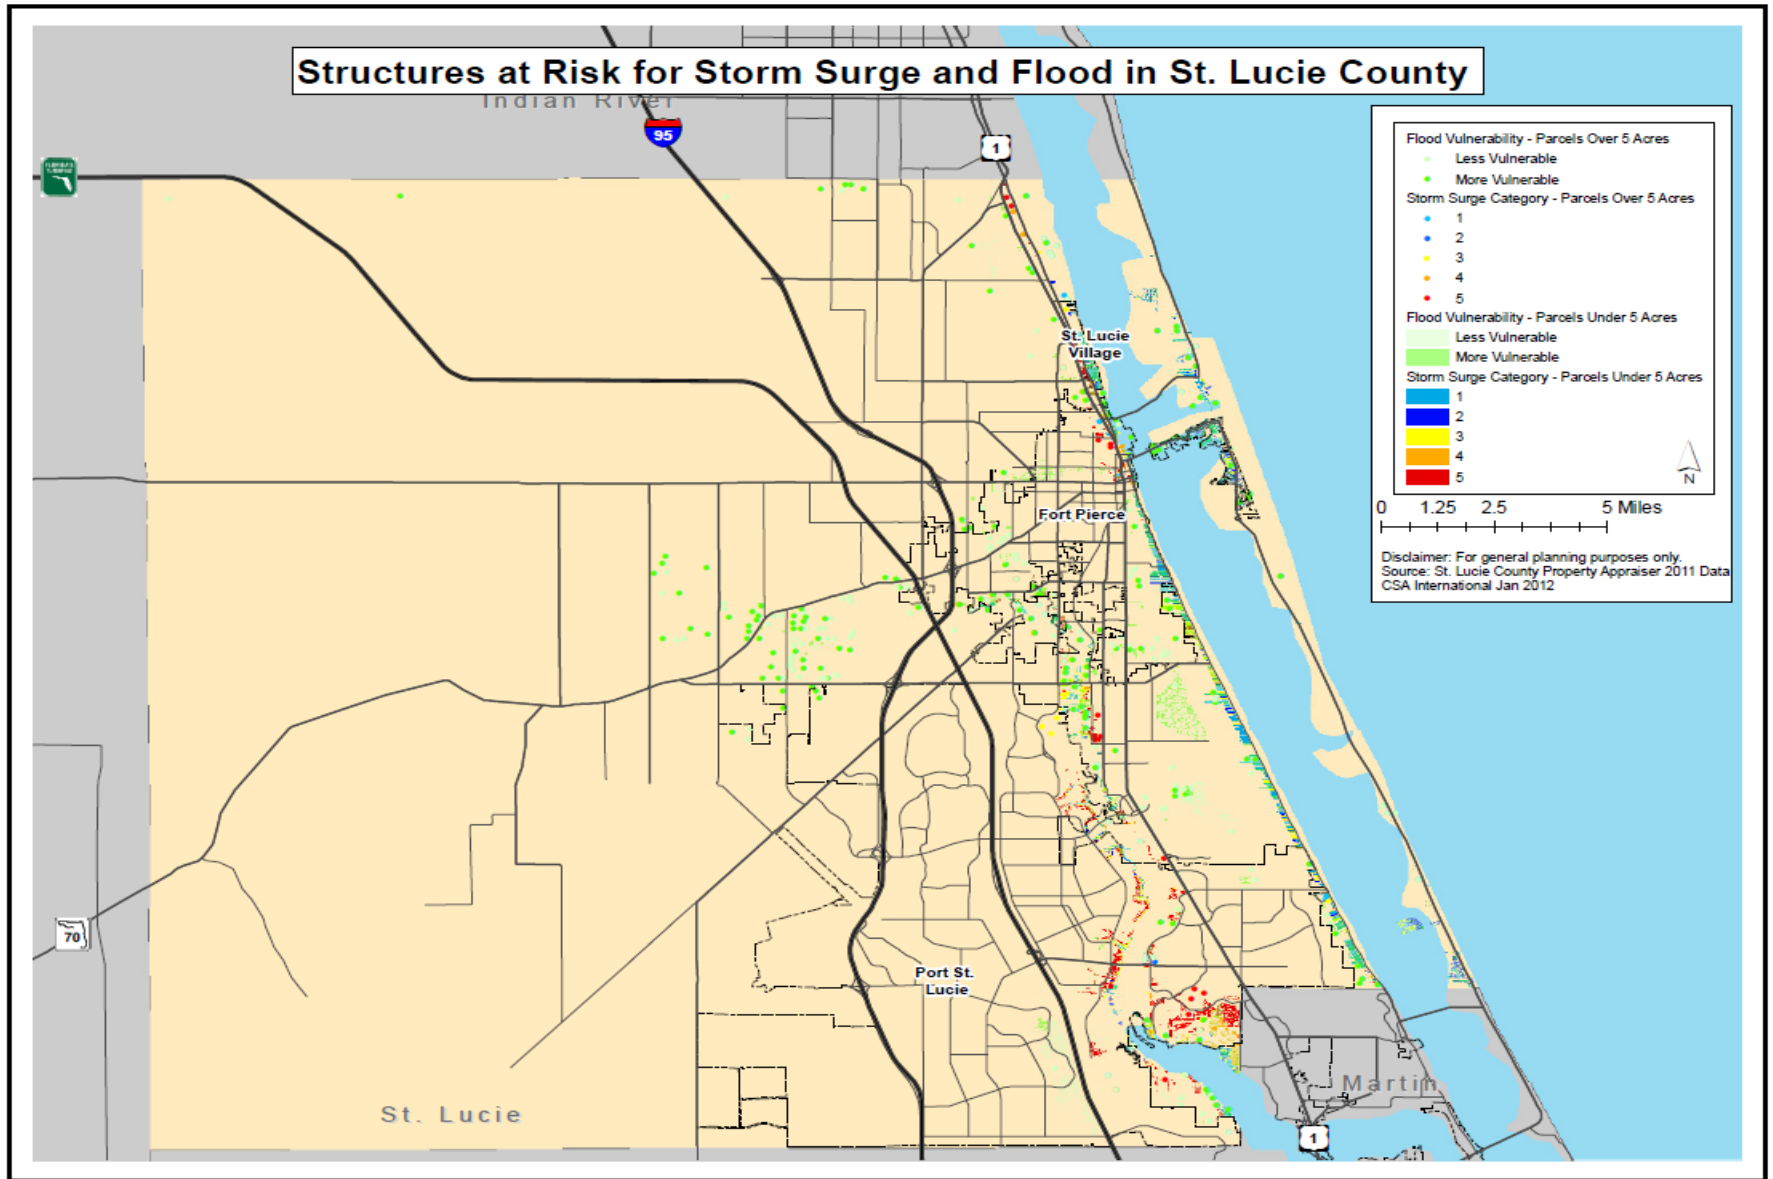 Structures at Risk for Storm Surge and Flood in St. Lucie County
Indian River
95
1
Flood Vulnerability - Parcels Over 5 Acres
Less Vulnerable
More Vulnerable
Storm Surge Category - Parcels Over 5 Acres
1
2
3
4
5
Flood Vulnerability - Parcels Under 5 Acres
Less Vulnerable
More Vulnerable
Storm Surge Category - Parcels Under 5 Acres
1
2
3
4
5
N
0 1.25 2.5 5 Miles
Disclaimer: For general planning purposes only.
Source: St. Lucie County Property Appraiser 2011 Data
CSA International Jan 2012
St. Lucie
Village
Fort Pierce
70
Port St.
Lucie
Martin
St. Lucie
1